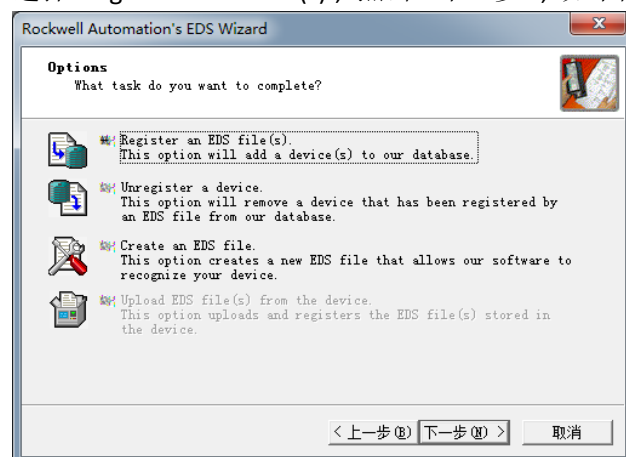 Rockwell Automation's EDS Wizard
Options
What task do you want to complete?
Register an EDS file(s).
This option will add a device(s) to our database.
Unregister a device.
This option will remove a device that has been registered by
an EDS file from our database.
Create an EDS file.
This option creates a new EDS file that allows our software to
recognize your device.
Upload EDS file(s) from the device.
This option uploads and registers the EDS file(s) stored in
the device.
< 上一步(B) 下一步(N) > 取消